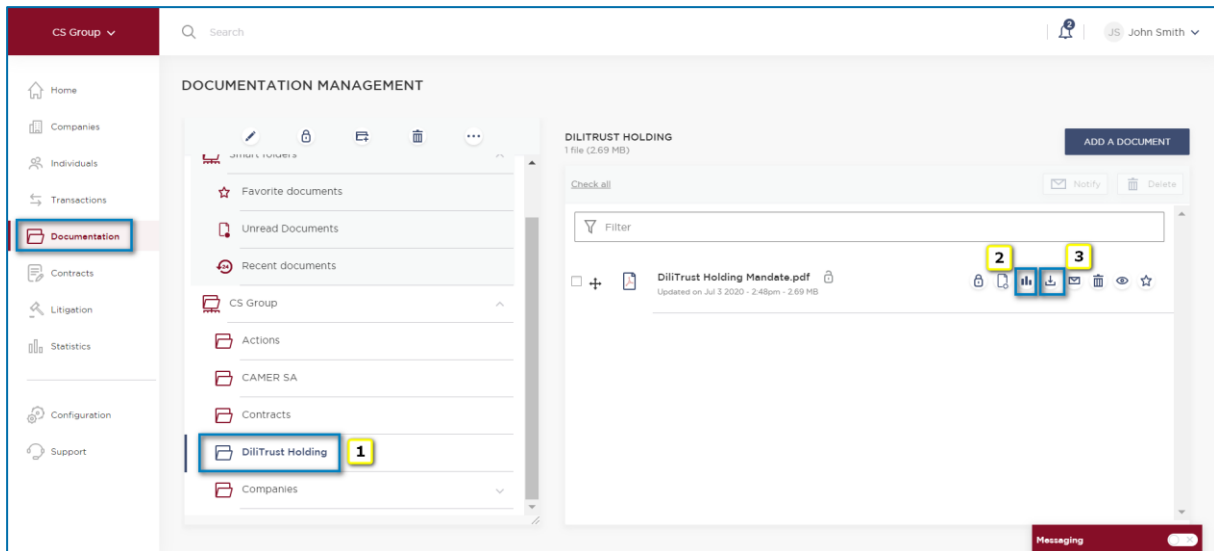 CS Group
Search
2
JS John Smith
Home
Companies
Individuals
Transactions
Documentation
Contracts
Litigation
Statistics
Configuration
Support
DOCUMENTATION MANAGEMENT
Smart folders
Favorite documents
Unread Documents
24
Recent documents
CS Group
Actions
CAMER SA
Contracts
DiliTrust Holding
1
Companies
DILITRUST HOLDING
1 file (2.69 MB)
ADD A DOCUMENT
Check all
Notify
Delete
Filter
2
3
DiliTrust Holding Mandate.pdf
Updated on Jul 3 2020 - 2:48pm - 2.69 MB
Messaging